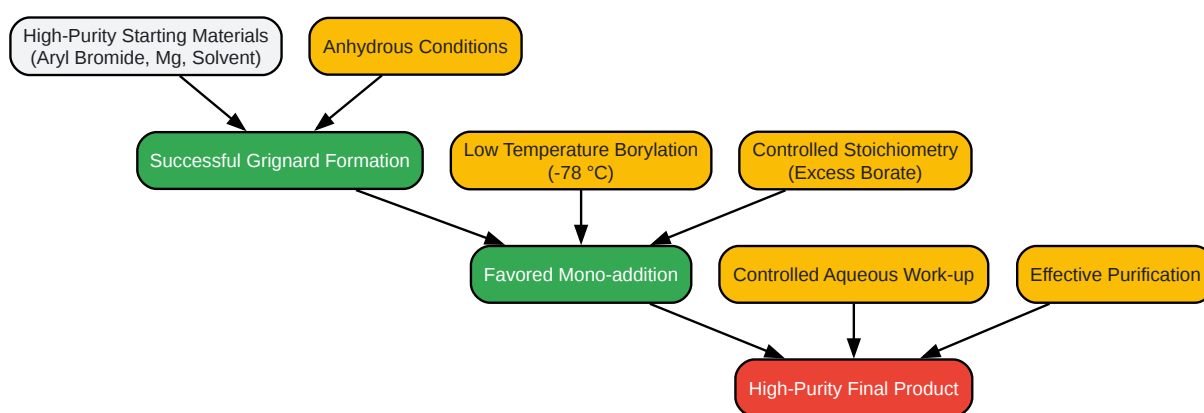 High-Purity Starting Materials
(Aryl Bromide, Mg, Solvent)
Anhydrous Conditions
Successful Grignard Formation
Low Temperature Borylation
(-78 °C)
Controlled Stoichiometry
(Excess Borate)
Favored Mono-addition
Controlled Aqueous Work-up
Effective Purification
High-Purity Final Product